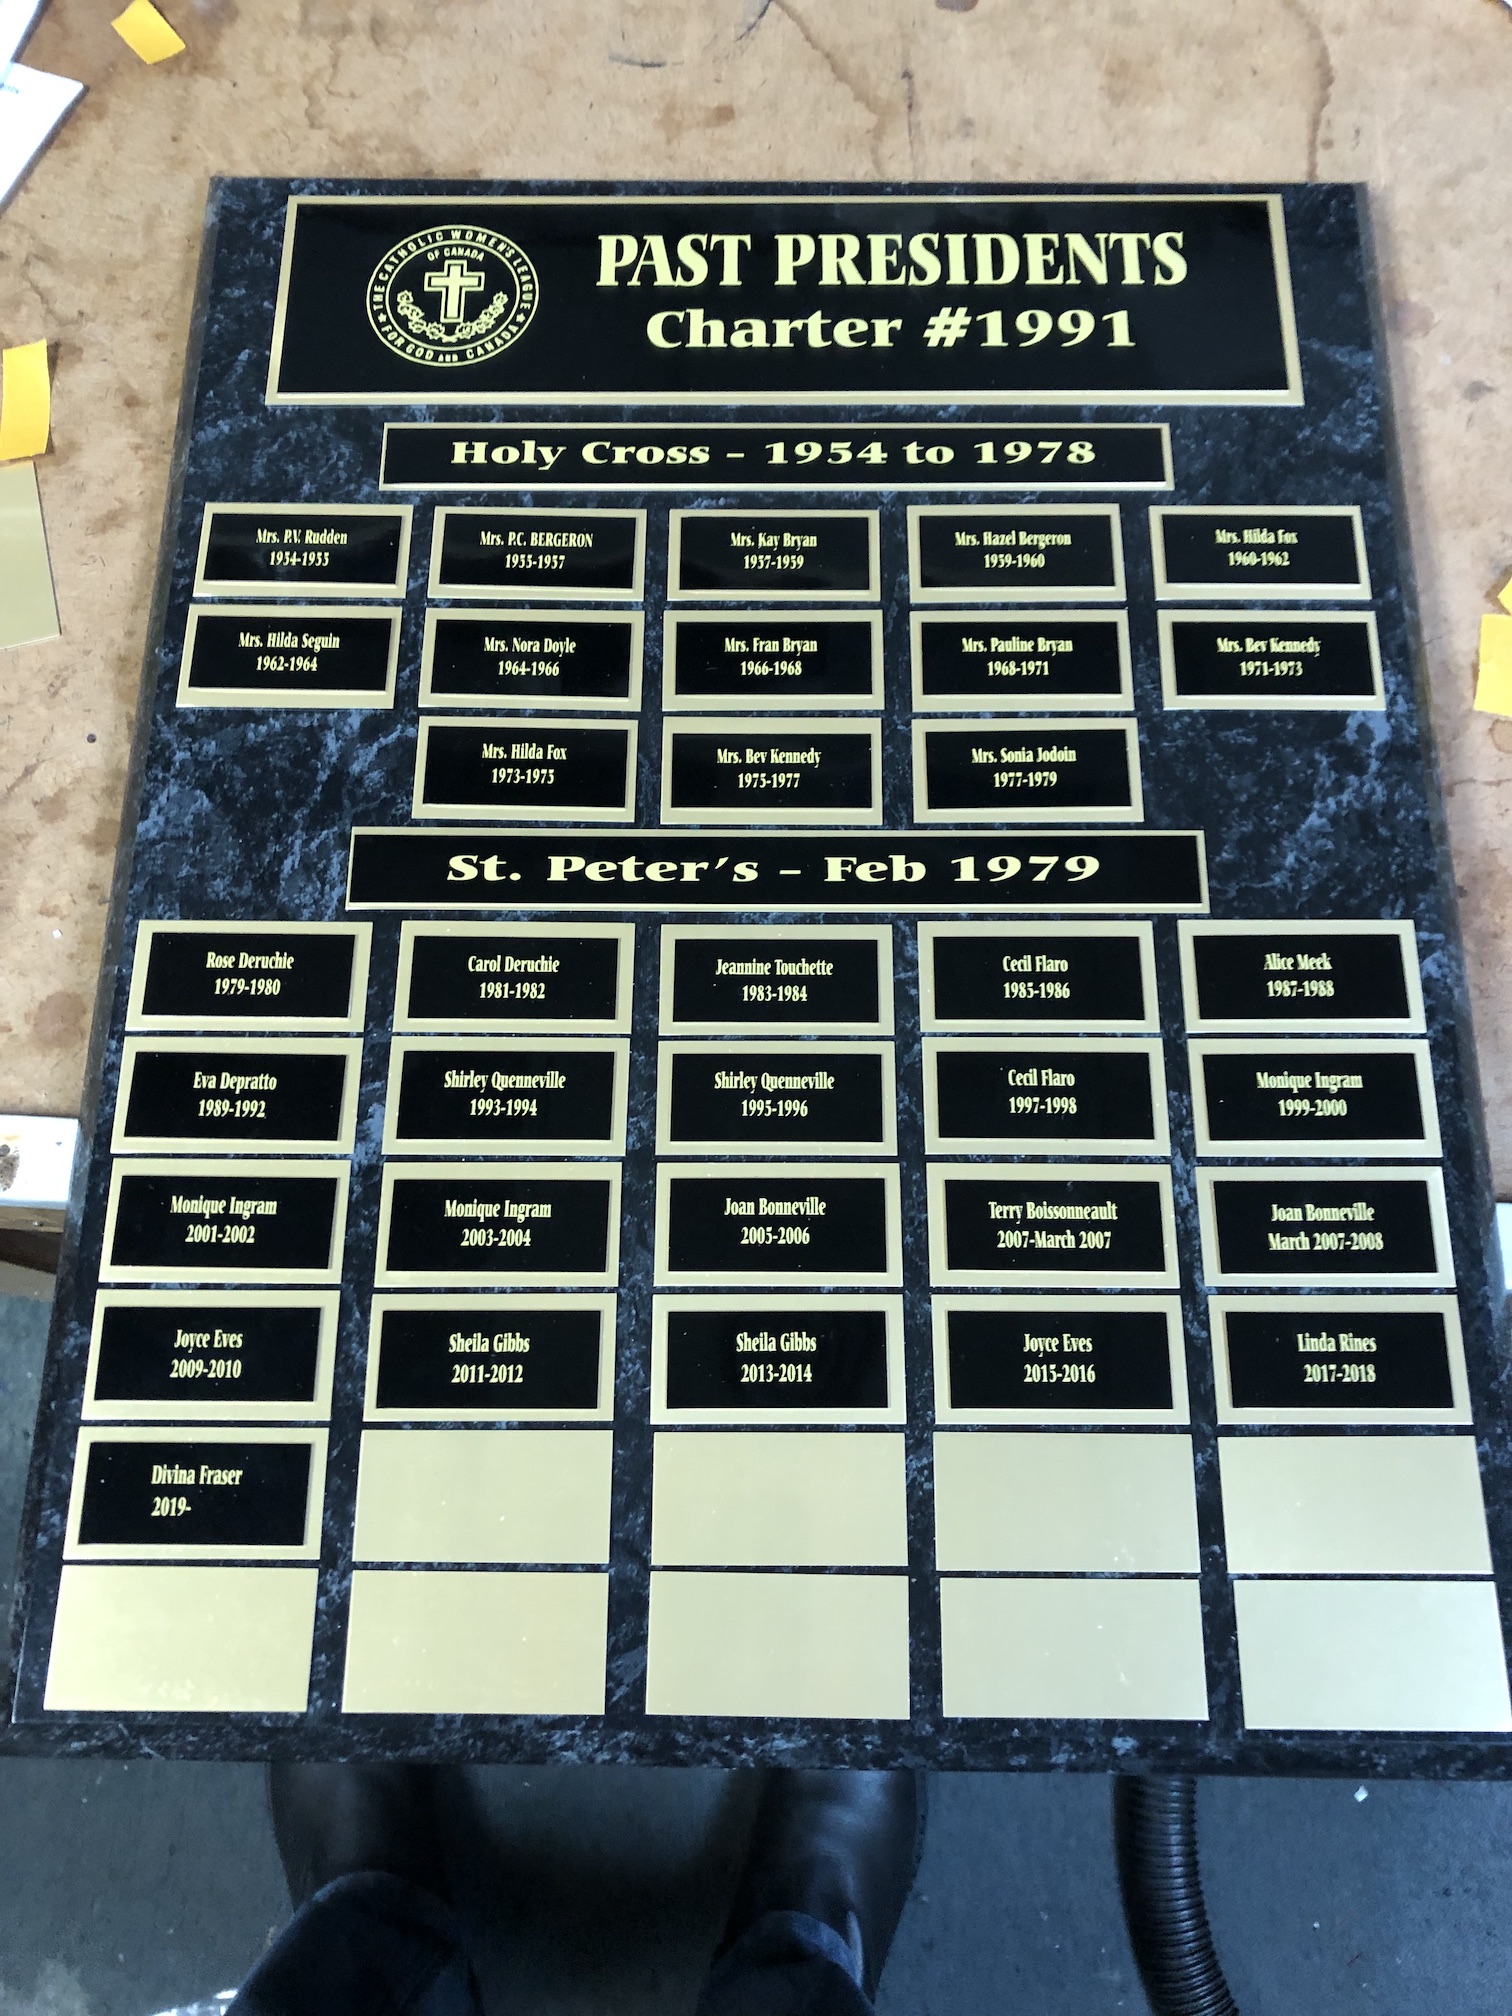 THE CATHOLIC WOMEN'S LEAGUE
OF CANADA
FOR GOD AND CANADA
PAST PRESIDENTS
Charter #1991
Holy Cross - 1954 to 1978
Mrs. P.V. Rudden
1954-1955
Mrs. P.C. BERGERON
1955-1957
Mrs. Kay Bryan
1957-1959
Mrs. Hazel Bergeron
1959-1960
Mrs. Hilda Fox
1960-1962
Mrs. Hilda Seguin
1962-1964
Mrs. Nora Doyle
1964-1966
Mrs. Fran Bryan
1966-1968
Mrs. Pauline Bryan
1968-1971
Mrs. Bev Kennedy
1971-1973
Mrs. Hilda Fox
1973-1975
Mrs. Bev Kennedy
1975-1977
Mrs. Sonia Jodoin
1977-1979
St. Peter's - Feb 1979
Rose Deruchie
1979-1980
Carol Deruchie
1981-1982
Jeannine Touchette
1983-1984
Cecil Flaro
1985-1986
Alice Meek
1987-1988
Eva Depratto
1989-1992
Shirley Quenneville
1993-1994
Shirley Quenneville
1995-1996
Cecil Flaro
1997-1998
Monique Ingram
1999-2000
Monique Ingram
2001-2002
Monique Ingram
2003-2004
Joan Bonneville
2005-2006
Terry Boissonneault
2007-March 2007
Joan Bonneville
March 2007-2008
Joyce Eves
2009-2010
Sheila Gibbs
2011-2012
Sheila Gibbs
2013-2014
Joyce Eves
2015-2016
Linda Rines
2017-2018
Divina Fraser
2019-